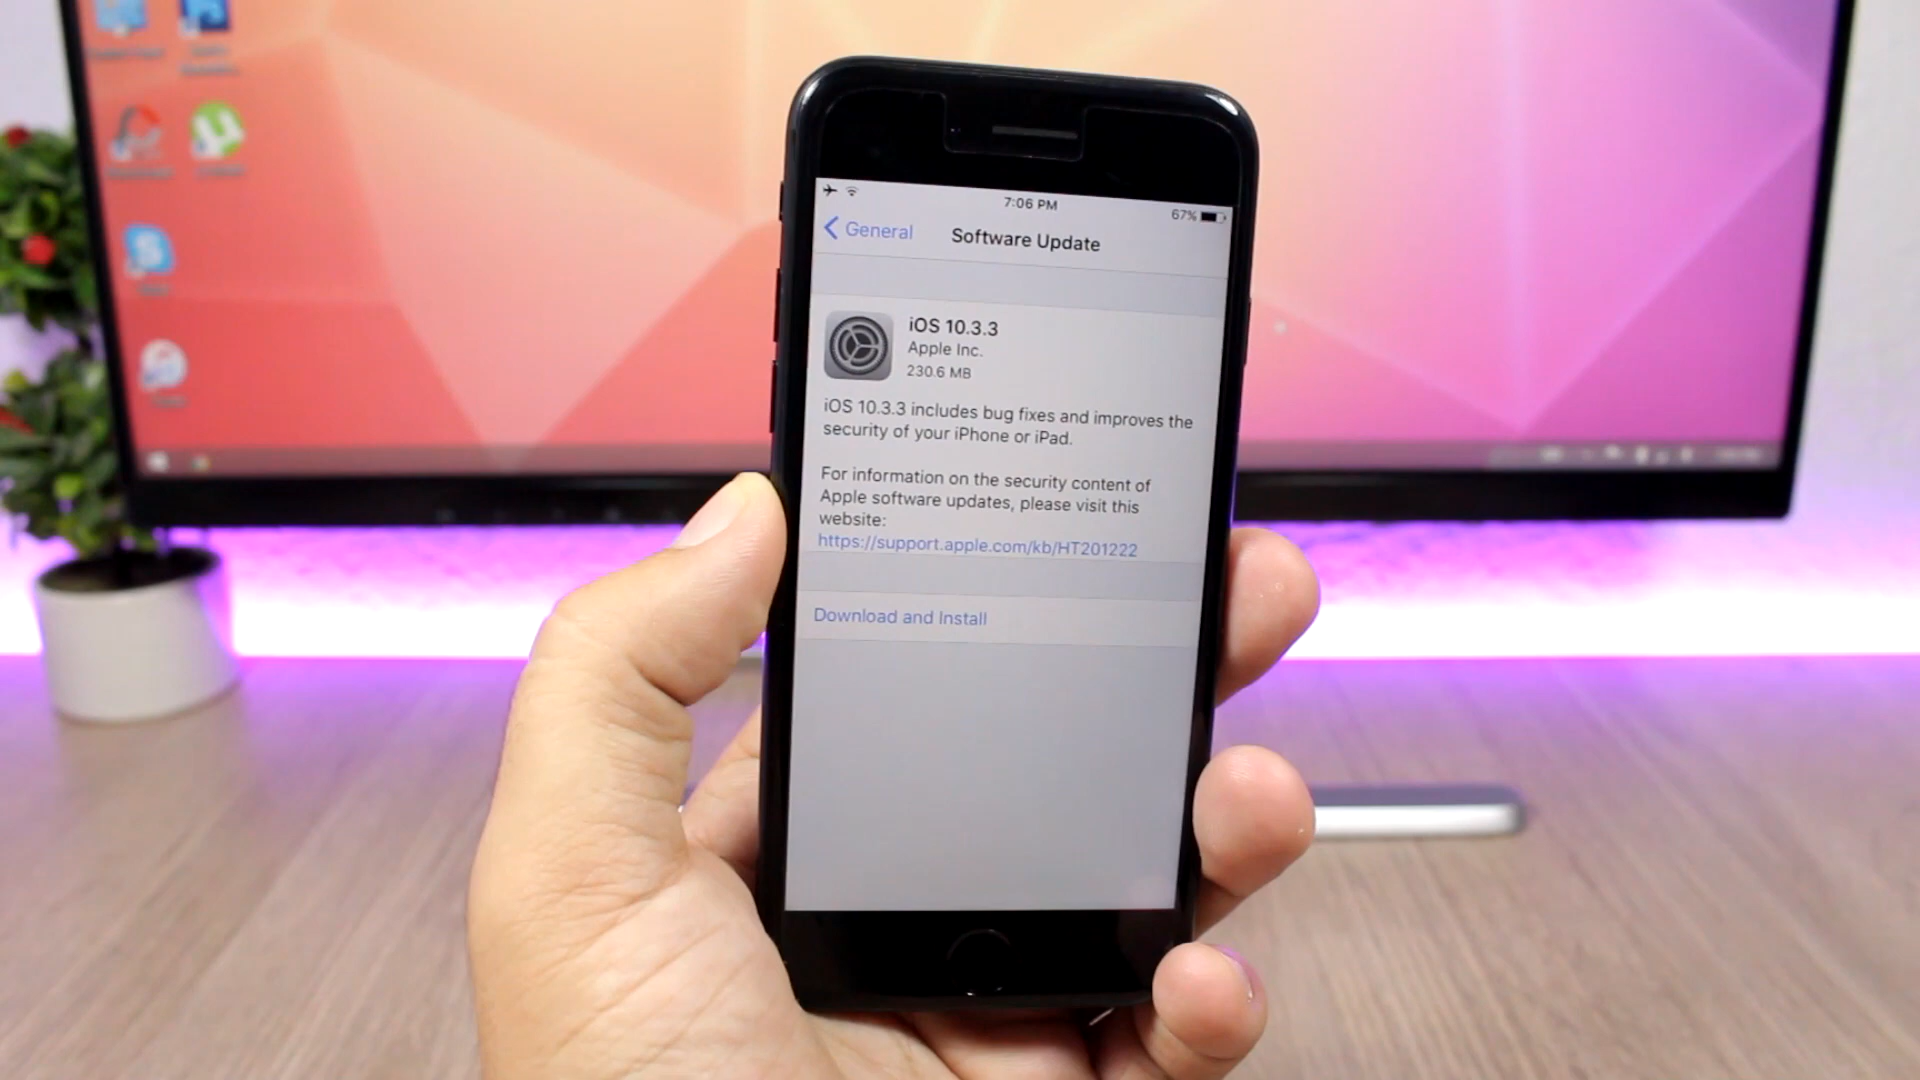 7:06 PM
67%
General
Software Update
iOS 10.3.3
Apple Inc.
230.6 MB
iOS 10.3.3 includes bug fixes and improves the
security of your iPhone or iPad.
For information on the security content of
Apple software updates, please visit this
website:
https://support.apple.com/kb/HT201222
Download and Install